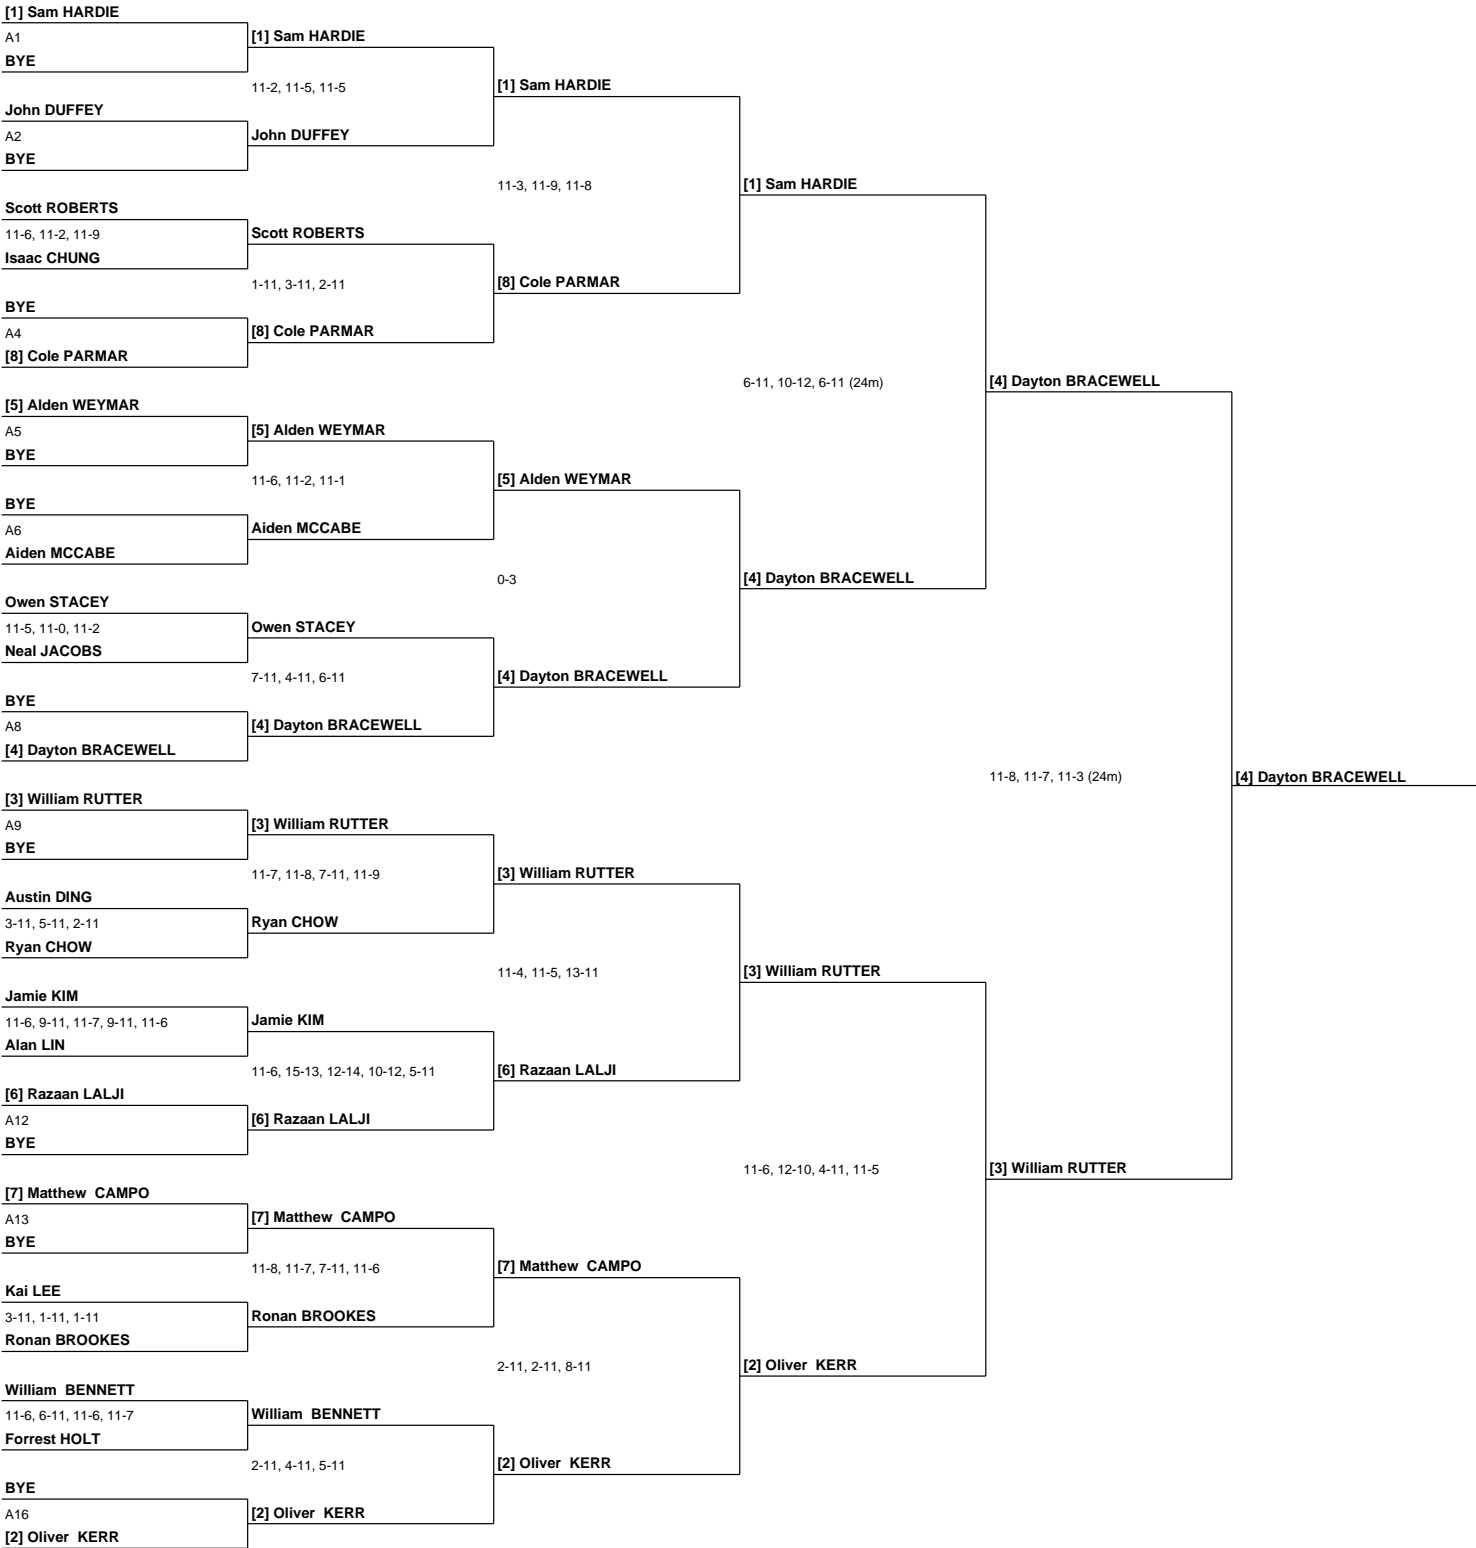 [1] Sam HARDIE
A1
BYE
John DUFFEY
A2
BYE
Scott ROBERTS
11-6, 11-2, 11-9
Isaac CHUNG
BYE
A4
[8] Cole PARMAR
[5] Alden WEYMAR
A5
BYE
BYE
A6
Aiden MCCABE
Owen STACEY
11-5, 11-0, 11-2
Neal JACOBS
BYE
A8
[4] Dayton BRACEWELL
[3] William RUTTER
A9
BYE
Austin DING
3-11, 5-11, 2-11
Ryan CHOW
Jamie KIM
11-6, 9-11, 11-7, 9-11, 11-6
Alan LIN
[6] Razaan LALJI
A12
BYE
[7] Matthew  CAMPO
A13
BYE
Kai LEE
3-11, 1-11, 1-11
Ronan BROOKES
William  BENNETT
11-6, 6-11, 11-6, 11-7
Forrest HOLT
BYE
A16
[2] Oliver  KERR
[1] Sam HARDIE
11-2, 11-5, 11-5
John DUFFEY
Scott ROBERTS
1-11, 3-11, 2-11
[8] Cole PARMAR
[5] Alden WEYMAR
11-6, 11-2, 11-1
Aiden MCCABE
Owen STACEY
7-11, 4-11, 6-11
[4] Dayton BRACEWELL
[3] William RUTTER
11-7, 11-8, 7-11, 11-9
Ryan CHOW
Jamie KIM
11-6, 15-13, 12-14, 10-12, 5-11
[6] Razaan LALJI
[7] Matthew  CAMPO
11-8, 11-7, 7-11, 11-6
Ronan BROOKES
William  BENNETT
2-11, 4-11, 5-11
[2] Oliver  KERR
[1] Sam HARDIE
11-3, 11-9, 11-8
[8] Cole PARMAR
[5] Alden WEYMAR
0-3
[4] Dayton BRACEWELL
[3] William RUTTER
11-4, 11-5, 13-11
[6] Razaan LALJI
[7] Matthew  CAMPO
2-11, 2-11, 8-11
[2] Oliver  KERR
[1] Sam HARDIE
6-11, 10-12, 6-11 (24m)
[4] Dayton BRACEWELL
[3] William RUTTER
11-6, 12-10, 4-11, 11-5
[2] Oliver  KERR
[4] Dayton BRACEWELL
11-8, 11-7, 11-3 (24m)
[3] William RUTTER
[4] Dayton BRACEWELL